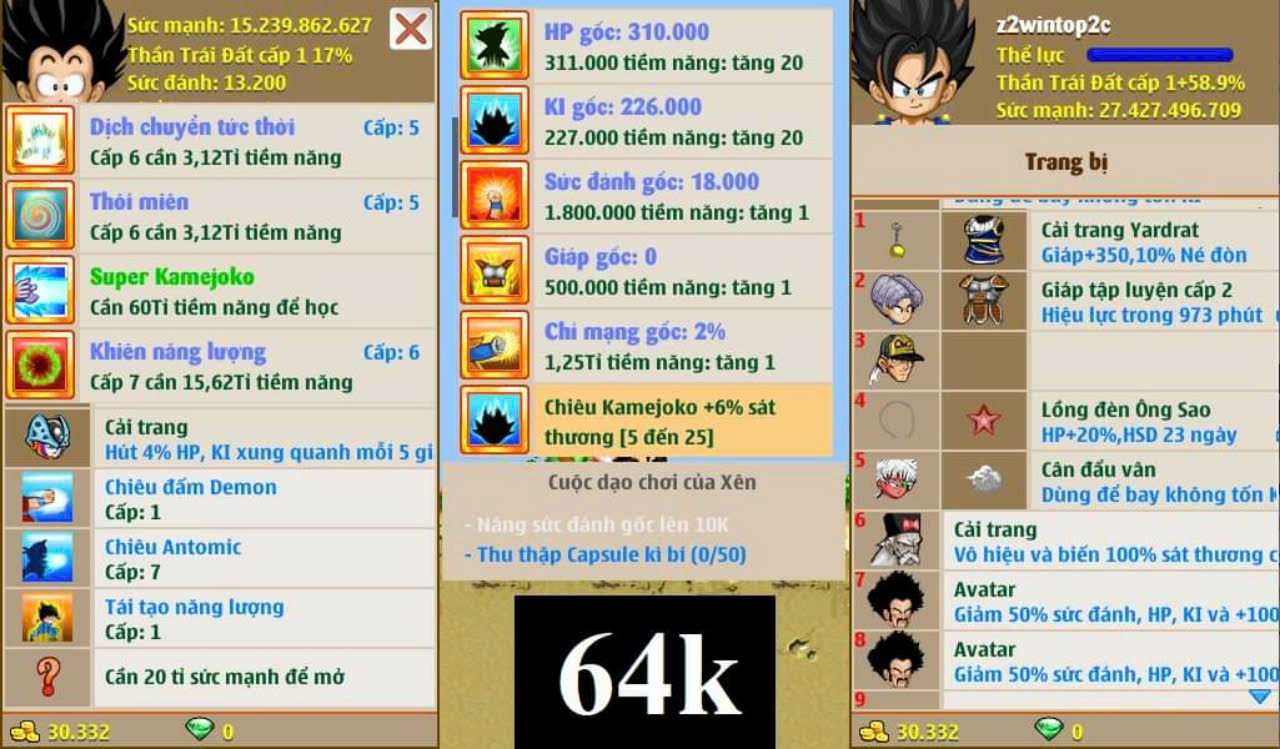 Sức mạnh: 15.239.862.627
Thần Trái Đất cấp 1 17%
Sức đánh: 13.200
Dịch chuyển tức thời
Cấp: 5
Cấp 6 cần 3,12Tỉ tiềm năng
Thôi miên
Cấp: 5
Cấp 6 cần 3,12Tỉ tiềm năng
Super Kamejoko
Cần 60Tỉ tiềm năng để học
Khiên năng lượng
Cấp: 6
Cấp 7 cần 15,62Tỉ tiềm năng
Cải trang
Hút 4% HP, KI xung quanh mỗi 5 gi
Chiêu đấm Demon
Cấp: 1
Chiêu Antomic
Cấp: 7
Tái tạo năng lượng
Cấp: 1
Cần 20 tỉ sức mạnh để mở
30.332
0
HP gốc: 310.000
311.000 tiềm năng: tăng 20
KI gốc: 226.000
227.000 tiềm năng: tăng 20
Sức đánh gốc: 18.000
1.800.000 tiềm năng: tăng 1
Giáp gốc: 0
500.000 tiềm năng: tăng 1
Chí mạng gốc: 2%
1,25Tỉ tiềm năng: tăng 1
Chiêu Kamejoko +6% sát
thương [5 đến 25]
Cuộc dạo chơi của Xên
- Nâng sức đánh gốc lên 10K
- Thu thập Capsule kì bí (0/50)
64k
z2wintop2c
Thể lực
Thần Trái Đất cấp 1+58.9%
Sức mạnh: 27.427.496.709
Trang bị
1
Cải trang Yardrat
Giáp+350,10% Né đòn
2
Giáp tập luyện cấp 2
Hiệu lực trong 973 phút
3
4
Lồng đèn Ông Sao
HP+20%,HSD 23 ngày
5
Cân đẩu vân
Dùng để bay không tốn K
6
Cải trang
Vô hiệu và biến 100% sát thương c
7
Avatar
Giảm 50% sức đánh, HP, KI và +100
8
Avatar
Giảm 50% sức đánh, HP, KI và +100
9
30.332
0